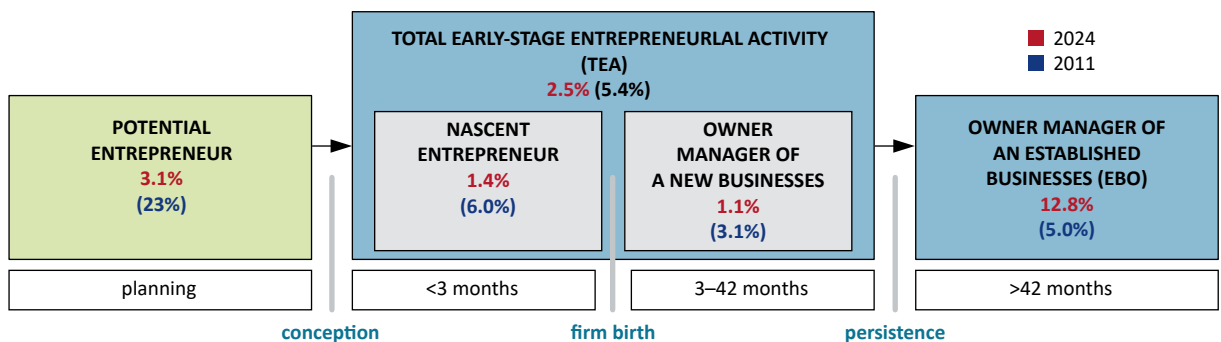 TOTAL EARLY-STAGE ENTREPRENEURLAL ACTIVITY
(TEA)
2.5% (5.4%)
2024
2011
POTENTIAL
ENTREPRENEUR
3.1%
(23%)
NASCENT
ENTREPRENEUR
1.4%
(6.0%)
OWNER
MANAGER OF
A NEW BUSINESSES
1.1%
(3.1%)
OWNER MANAGER OF
AN ESTABLISHED
BUSINESSES (EBO)
12.8%
(5.0%)
planning
<3 months
3–42 months
>42 months
conception
firm birth
persistence